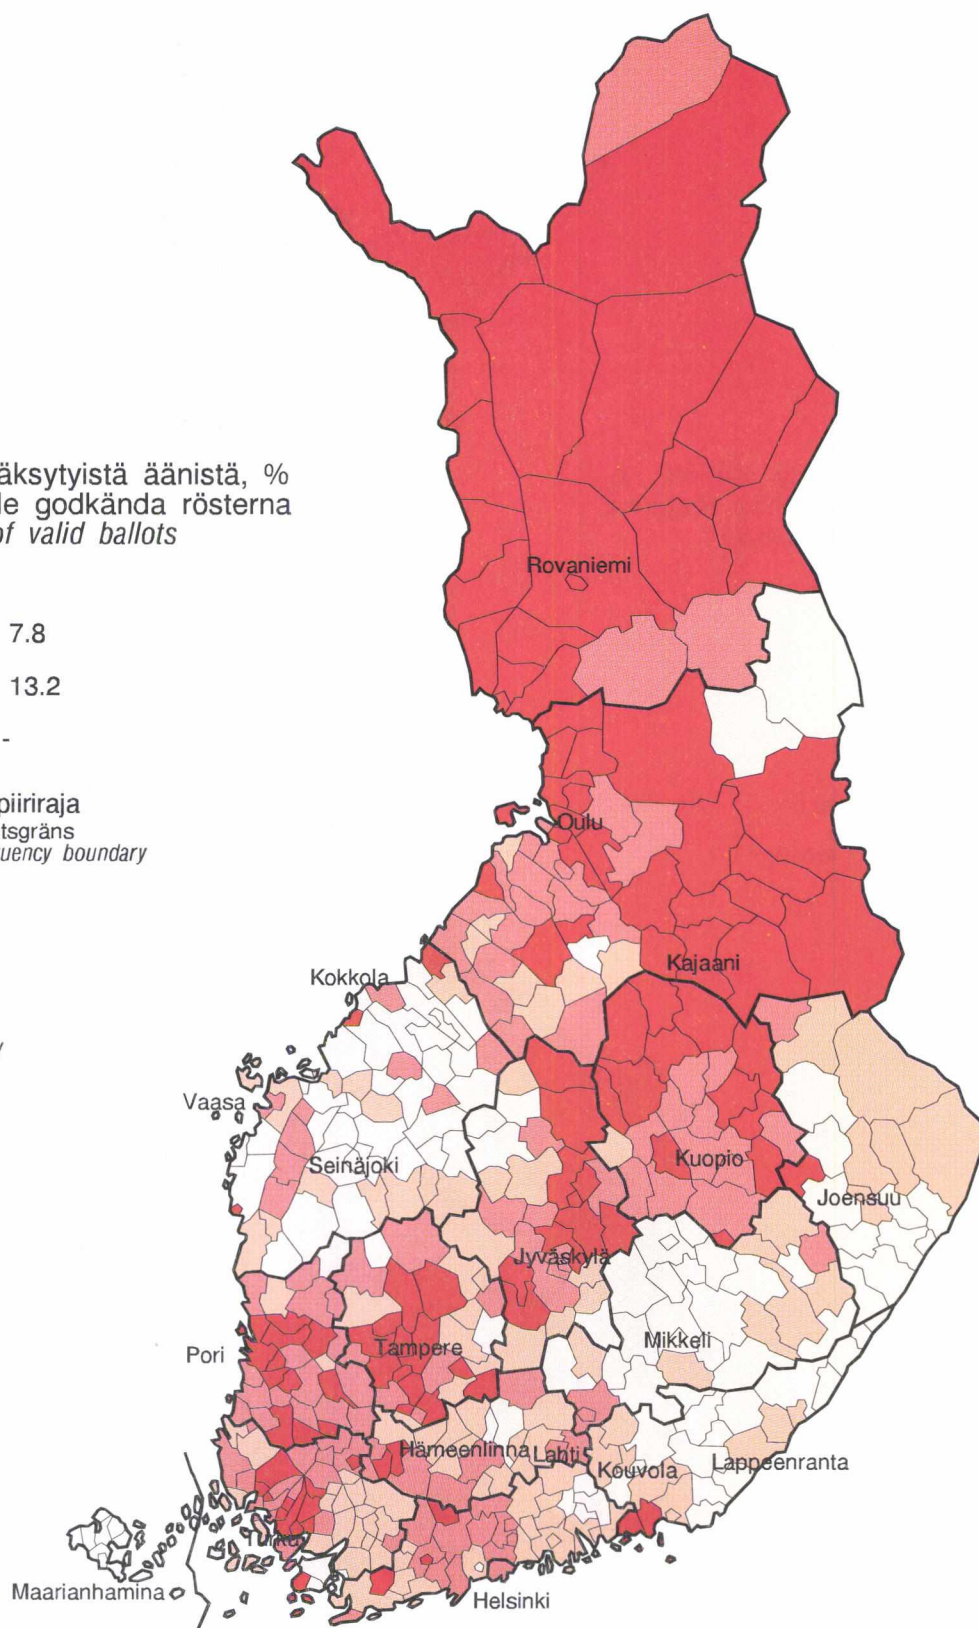 äksytyistä äänistä, %
le godkända rösterna
of valid ballots
7.8
13.2
-
piiriraja
tsgräns
uency boundary
Rovaniemi
Oulu
Kajaani
Kokkola
Vaasa
Seinäjoki
Kuopio
Joensuu
Jyväskylä
Mikkeli
Pori
Tampere
Hämeenlinna
Lahti
Kouvola
Lappeenranta
Turku
Maarianhamina
Helsinki